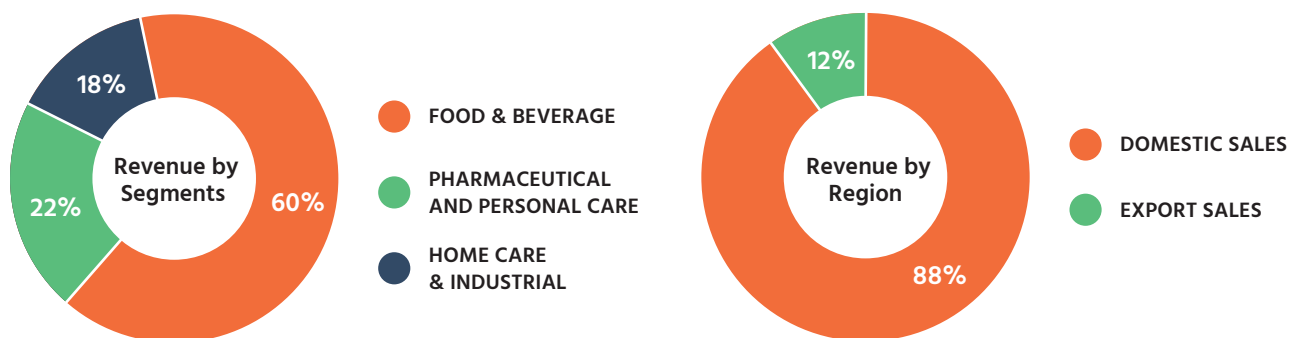 18%
22%
60%
Revenue by
Segments
FOOD & BEVERAGE
PHARMACEUTICAL
AND PERSONAL CARE
HOME CARE
& INDUSTRIAL
12%
88%
Revenue by
Region
DOMESTIC SALES
EXPORT SALES